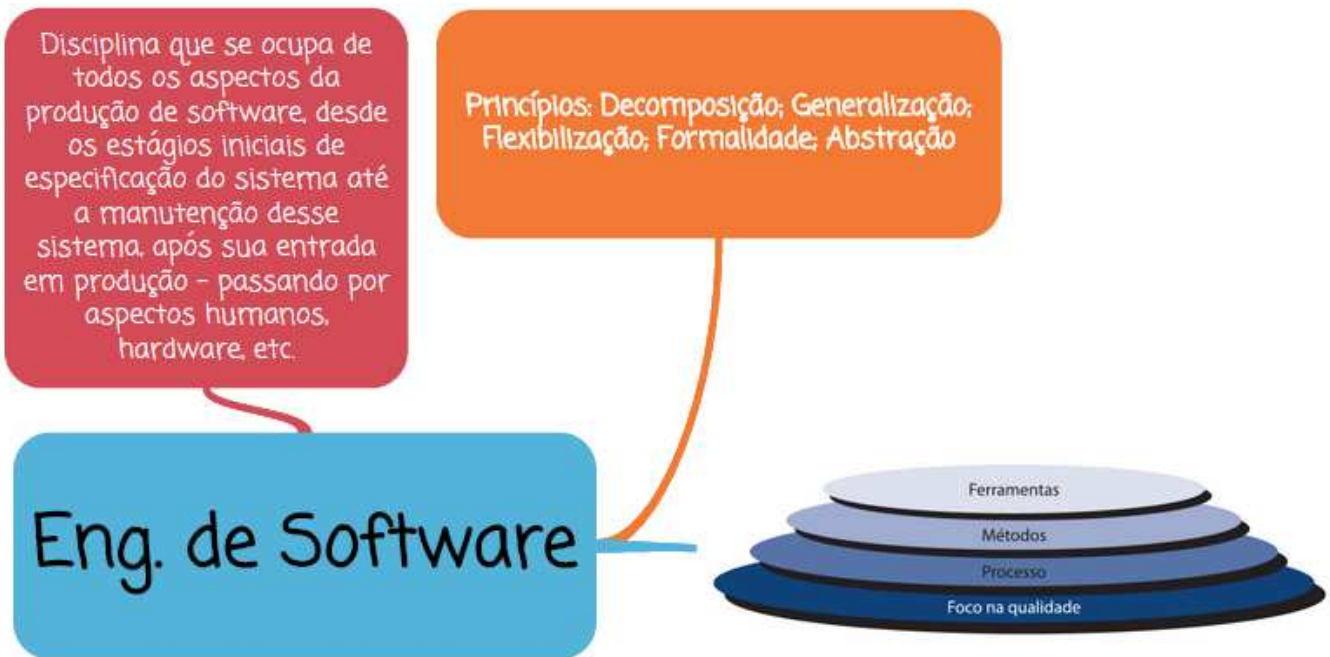 Disciplina que se ocupa de
todos os aspectos da
produção de software, desde
os estágios iniciais de
especificação do sistema até
a manutenção desse
sistema, após sua entrada
em produção - passando por
aspectos humanos,
hardware, etc.
Princípios: Decomposição; Generalização;
Flexibilização; Formalidade; Abstração
Eng. de Software
Ferramentas
Métodos
Processo
Foco na qualidade